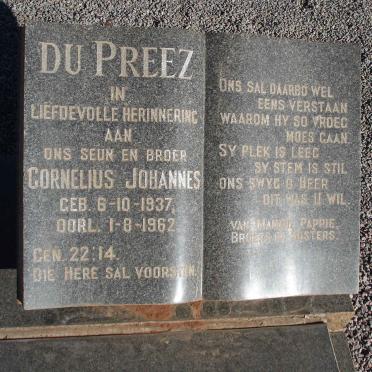 DU PREEZ
IN
LIEFDEVOLLE HERINNERING
AAN
ONS SEUN EN BROER
CORNELIUS JOHANNES
GEB. 6-10-1937.
OORL. 1-8-1962.
GEN. 22:14.
DIE HERE SAL VOORSIEN.
ONS SAL DAARBO WEL
EENS VERSTAAN
WAAROM HY SO VROEG
MOES GAAN
SY PLEK IS LEEG
SY STEM IS STIL
ONS SWYG O HEER
DIT WAS U WIL.
VAN MAMMIE, PAPPIE,
BROERS EN SUSTERS.